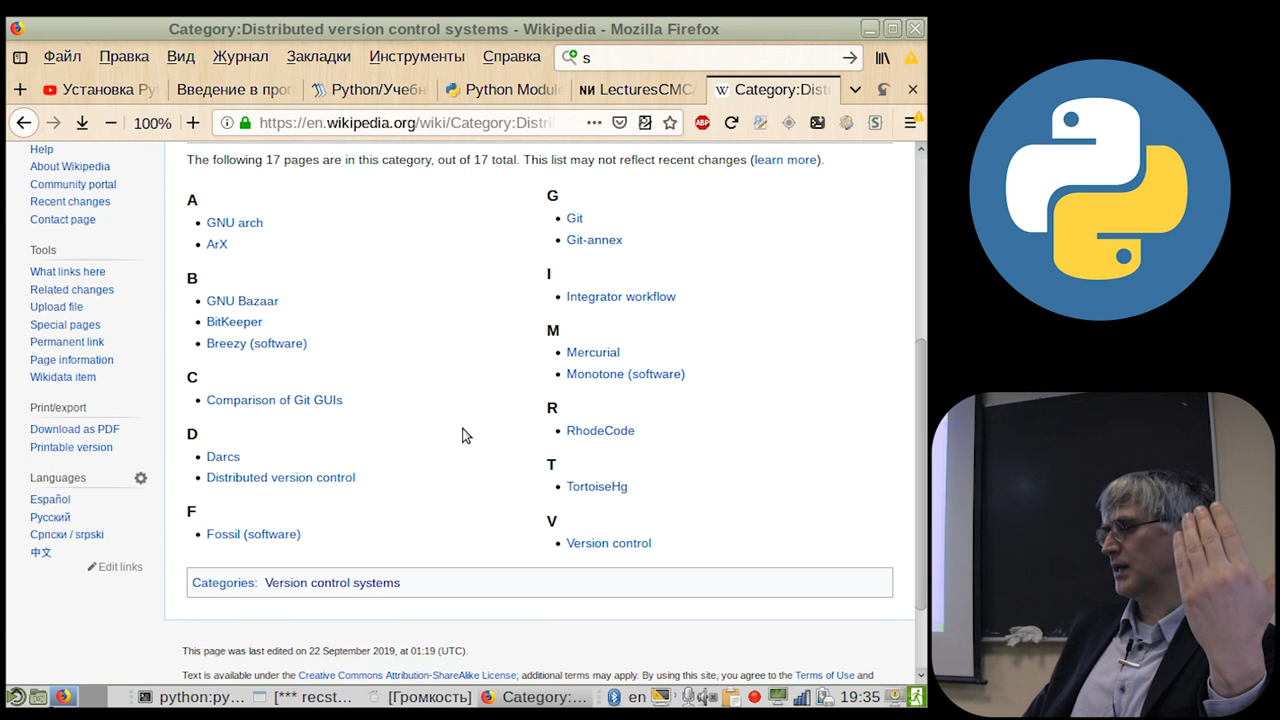 Category:Distributed version control systems - Wikipedia - Mozilla Firefox
Файл Правка Вид Журнал Закладки Инструменты Справка s
Установка Py Введение в прог Python/Учебн Python Module LecturesCMC/ W Category:Dist
100% https://en.wikipedia.org/wiki/Category:Distri ABP S
Help
About Wikipedia
Community portal
Recent changes
Contact page
Tools
What links here
Related changes
Upload file
Special pages
Permanent link
Page information
Wikidata item
Print/export
Download as PDF
Printable version
Languages
Español
Русский
Српски / srpski
中文
Edit links
The following 17 pages are in this category, out of 17 total. This list may not reflect recent changes (learn more).
A
GNU arch
ArX
B
GNU Bazaar
BitKeeper
Breezy (software)
C
Comparison of Git GUIs
D
Darcs
Distributed version control
F
Fossil (software)
G
Git
Git-annex
I
Integrator workflow
M
Mercurial
Monotone (software)
R
RhodeCode
T
TortoiseHg
V
Version control
Categories: Version control systems
This page was last edited on 22 September 2019, at 01:19 (UTC).
Text is available under the Creative Commons Attribution-ShareAlike License; additional terms may apply. By using this site, you agree to the Terms of Use and
python:py... [*** recst... [Громкость] Category:... en 19:35